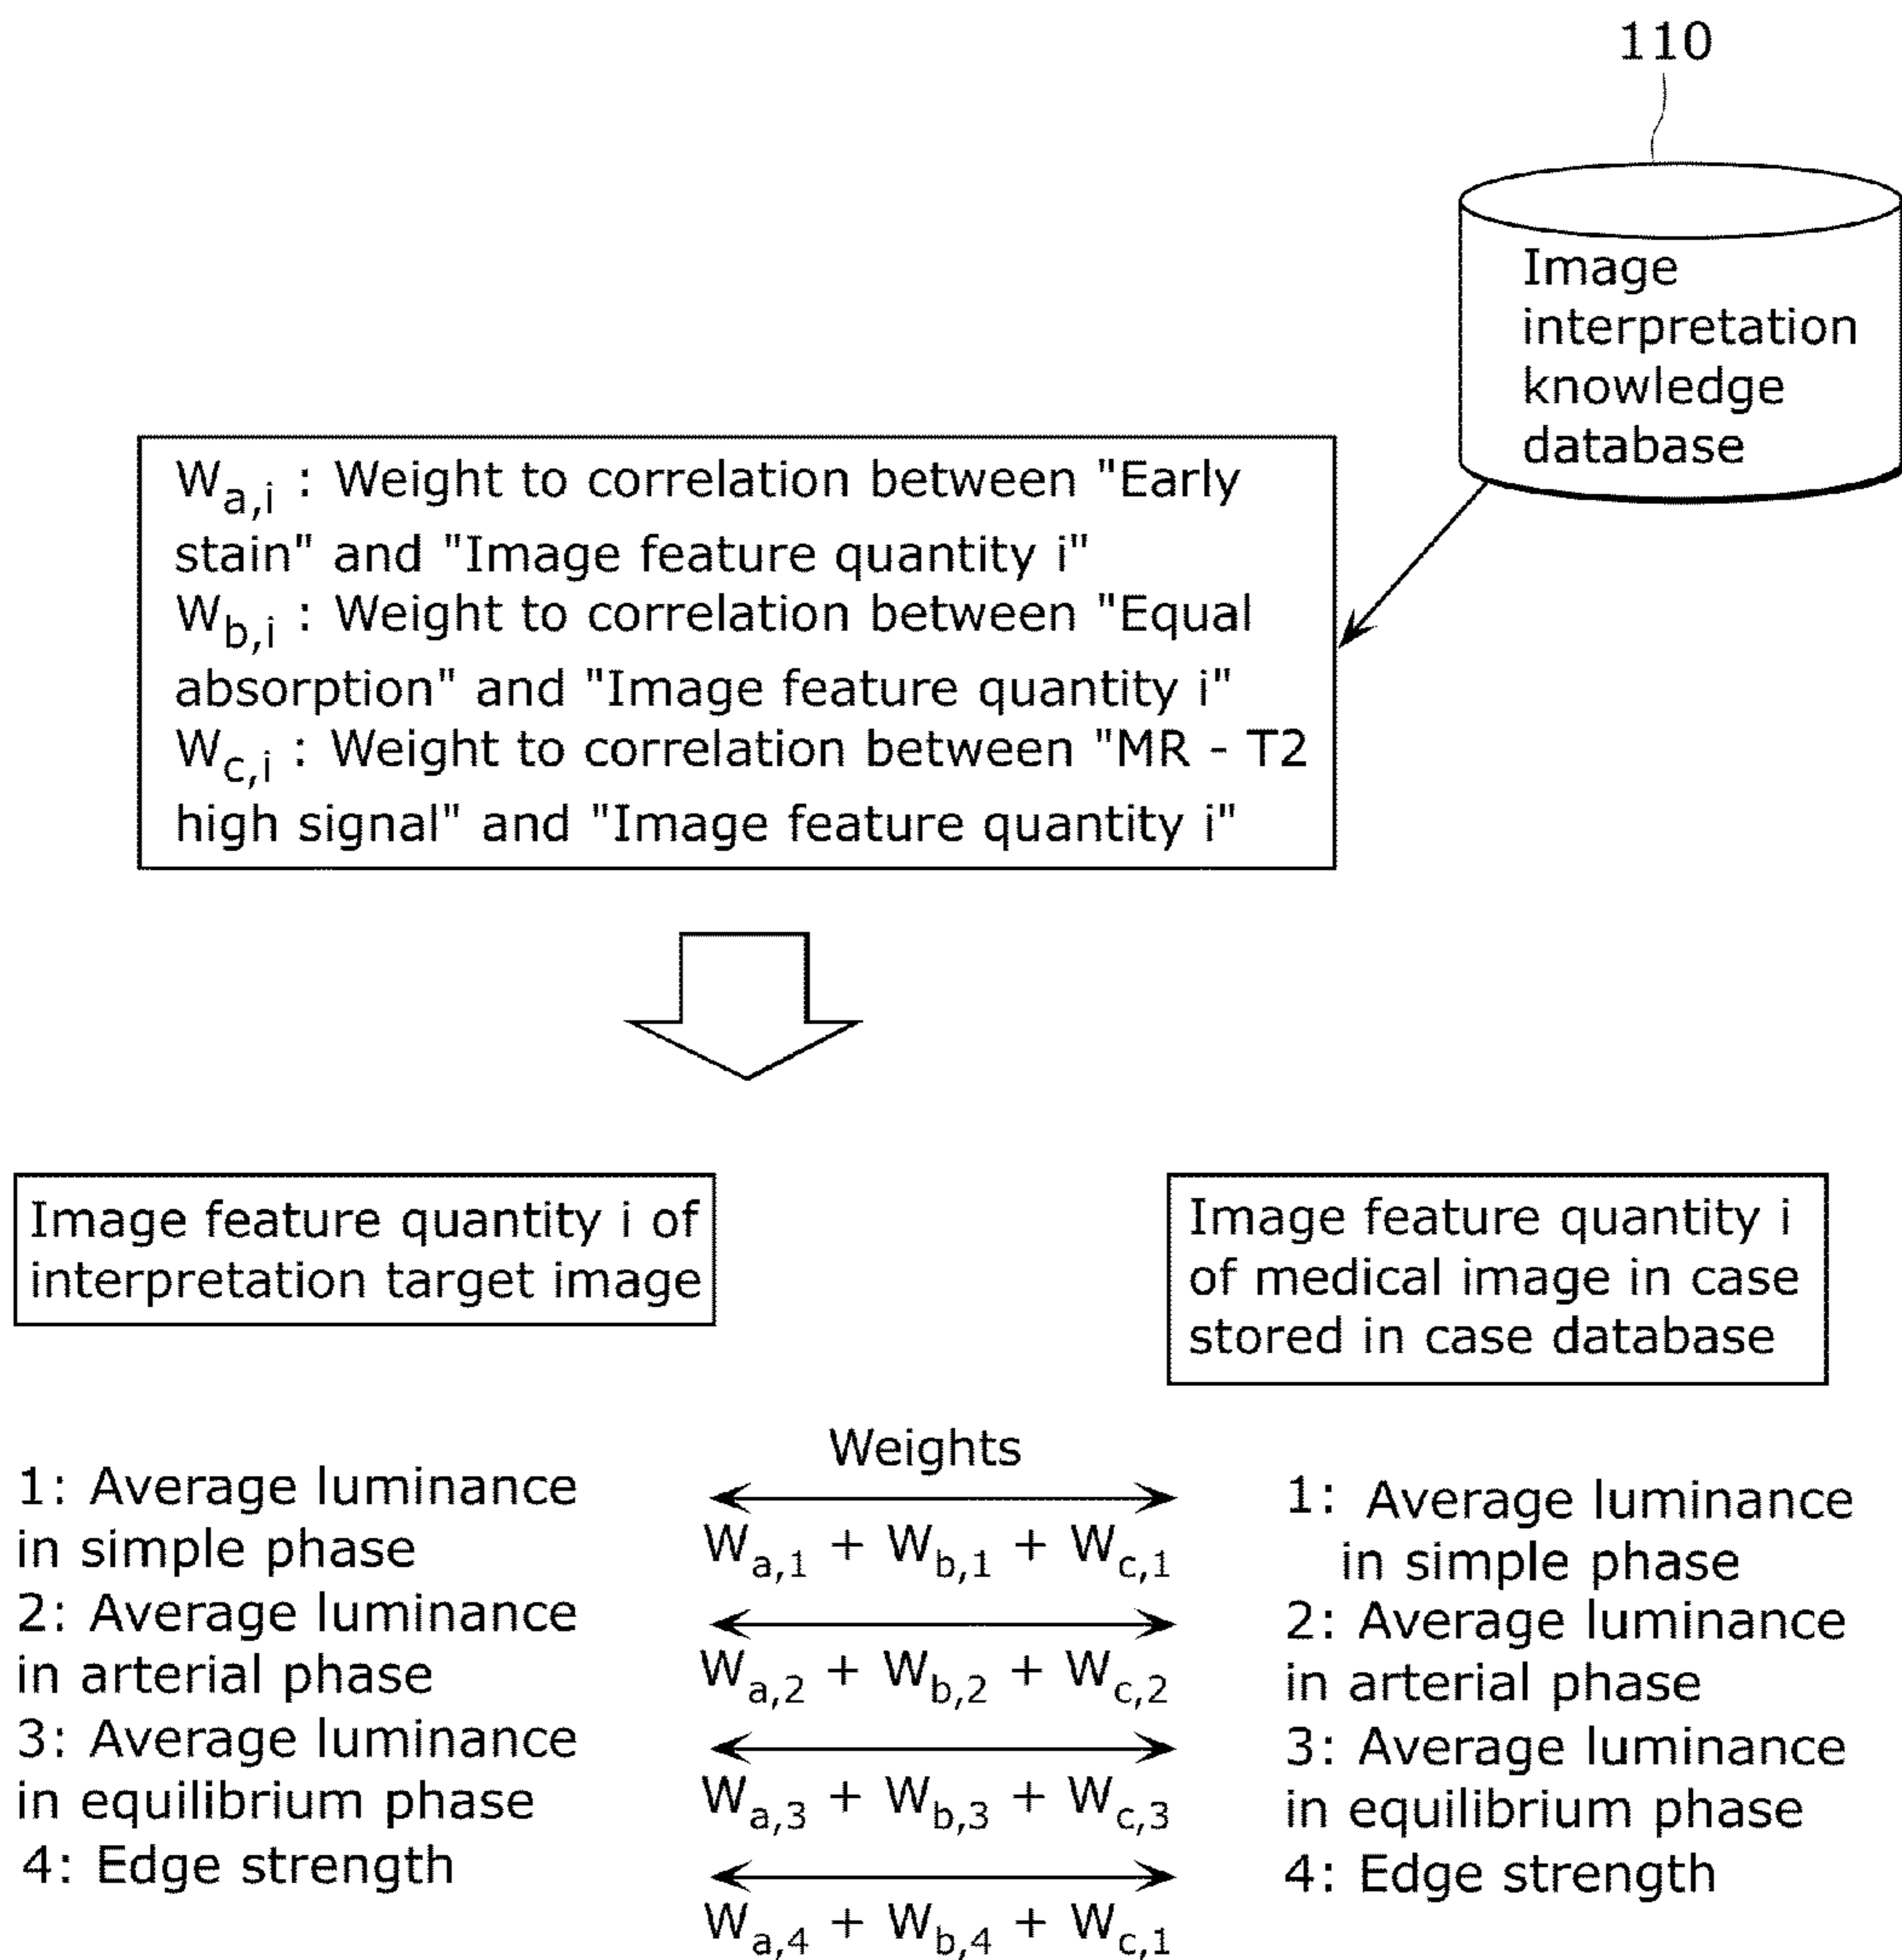 110
Image
interpretation
knowledge
database
Wa,i : Weight to correlation between "Early
stain" and "Image feature quantity i"
Wb,i : Weight to correlation between "Equal
absorption" and "Image feature quantity i"
Wc,i : Weight to correlation between "MR - T2
high signal" and "Image feature quantity i"
Image feature quantity i of
interpretation target image
Image feature quantity i
of medical image in case
stored in case database
1: Average luminance
in simple phase
2: Average luminance
in arterial phase
3: Average luminance
in equilibrium phase
4: Edge strength
Weights
Wa,1 + Wb,1 + Wc,1
Wa,2 + Wb,2 + Wc,2
Wa,3 + Wb,3 + Wc,3
Wa,4 + Wb,4 + Wc,1
1: Average luminance
in simple phase
2: Average luminance
in arterial phase
3: Average luminance
in equilibrium phase
4: Edge strength